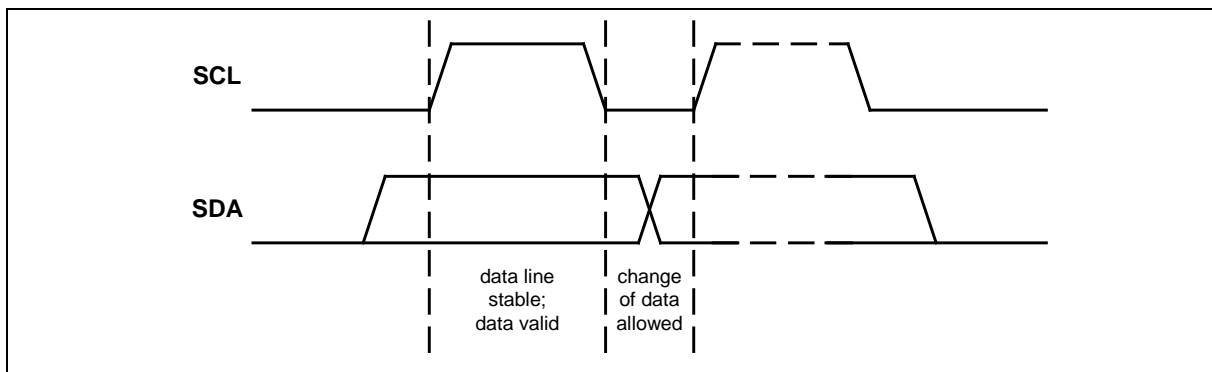 SCL
SDA
data line
stable;
data valid
change
of data
allowed